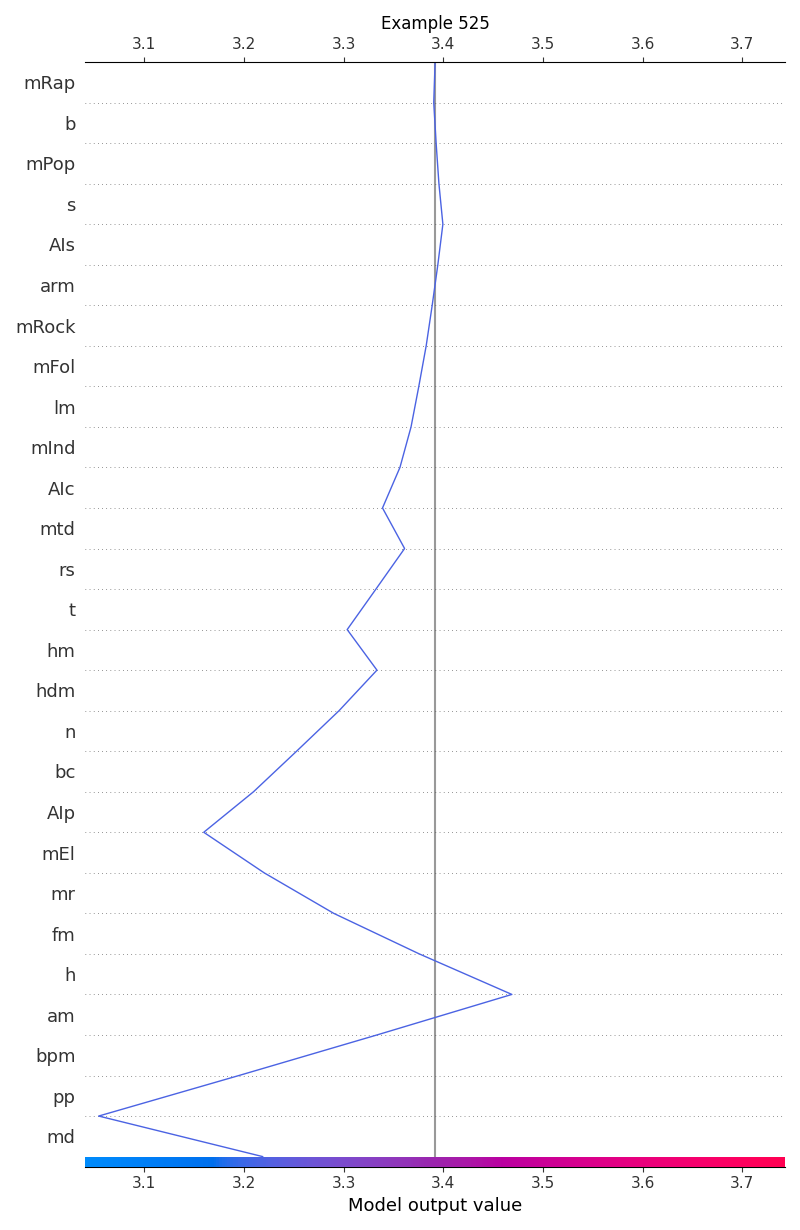 Example 525
3.1 3.2 3.3 3.4 3.5 3.6 3.7
mRap
b
mPop
s
AIs
arm
mRock
mFol
lm
mInd
AIc
mtd
rs
t
hm
hdm
n
bc
AIp
mEl
mr
fm
h
am
bpm
pp
md
3.1 3.2 3.3 3.4 3.5 3.6 3.7
Model output value